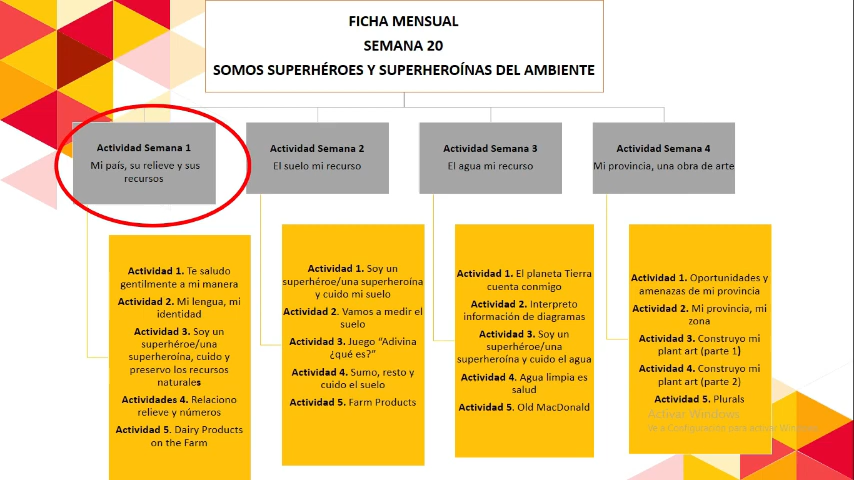 FICHA MENSUAL
SEMANA 20
SOMOS SUPERHÉROES Y SUPERHEROÍNAS DEL AMBIENTE
Actividad Semana 1
Mi país, su relieve y sus
recursos
Actividad 1. Te saludo
gentilmente a mi manera
Actividad 2. Mi lengua, mi
identidad
Actividad 3. Soy un
superhéroe/una
superheroína, cuido y
preservo los recursos
naturales
Actividades 4. Relaciono
relieve y números
Actividad 5. Dairy Products
on the Farm
Actividad Semana 2
El suelo mi recurso
Actividad 1. Soy un
superhéroe/una superheroína
y cuido mi suelo
Actividad 2. Vamos a medir el
suelo
Actividad 3. Juego “Adivina
¿qué es?”
Actividad 4. Sumo, resto y
cuido el suelo
Actividad 5. Farm Products
Actividad Semana 3
El agua mi recurso
Actividad 1. El planeta Tierra
cuenta conmigo
Actividad 2. Interpreto
información de diagramas
Actividad 3. Soy un
superhéroe/una
superheroína y cuido el agua
Actividad 4. Agua limpia es
salud
Actividad 5. Old MacDonald
Actividad Semana 4
Mi provincia, una obra de arte
Actividad 1. Oportunidades y
amenazas de mi provincia
Actividad 2. Mi provincia, mi
zona
Actividad 3. Construyo mi
plant art (parte 1)
Actividad 4. Construyo mi
plant art (parte 2)
Actividad 5. Plurals
Activar Windows
Ve a Configuración para activar Windows.